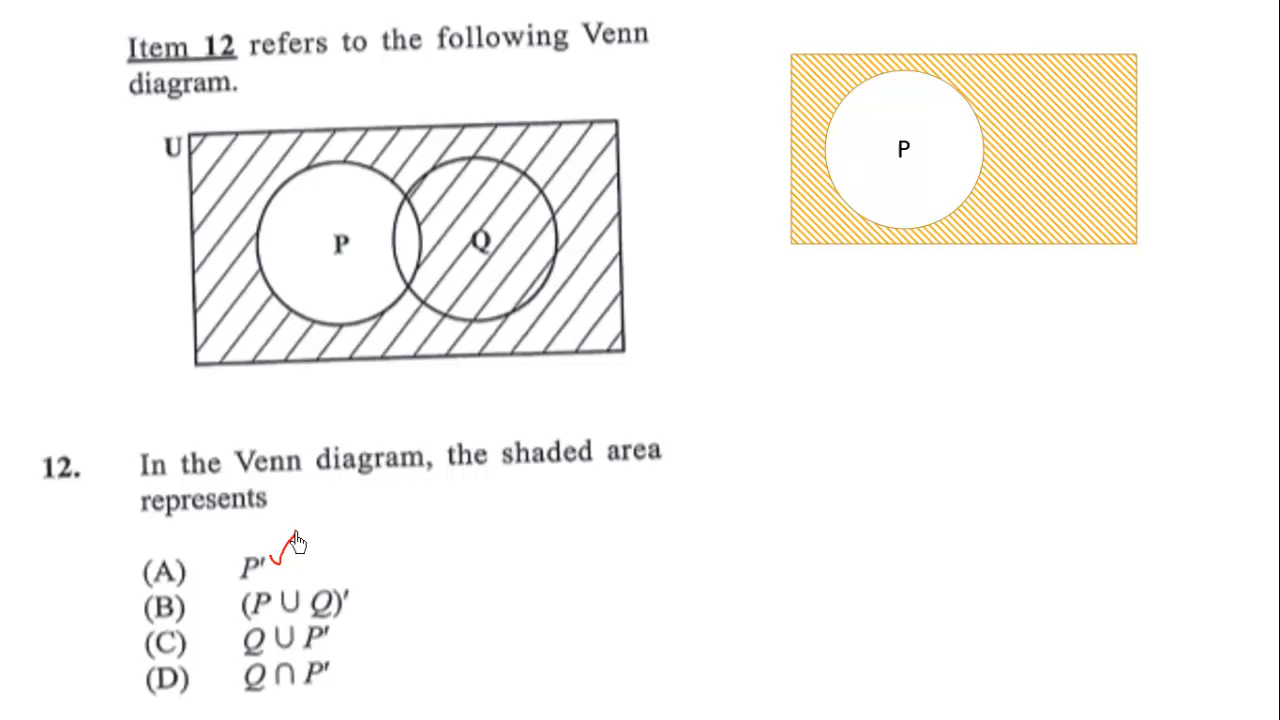 Item 12 refers to the following Venn
diagram.
U
P
Q
P
12. In the Venn diagram, the shaded area
represents
(A) P'
(B) (P ∪ Q)'
(C) Q ∪ P'
(D) Q ∩ P'